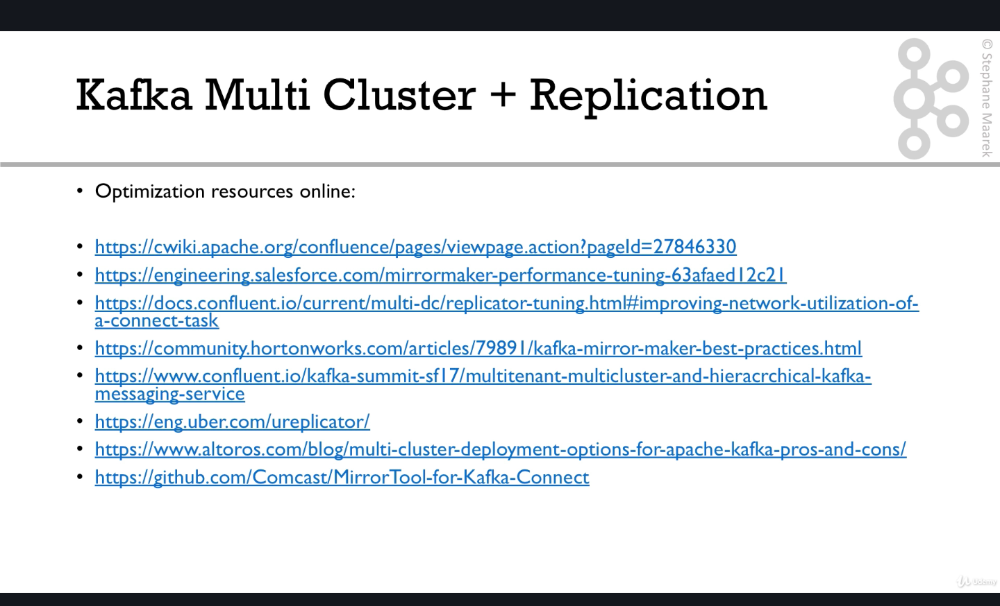 Kafka Multi Cluster + Replication
© Stephane Maarek
• Optimization resources online:
• https://cwiki.apache.org/confluence/pages/viewpage.action?pageId=27846330
• https://engineering.salesforce.com/mirrormaker-performance-tuning-63afaed12c21
• https://docs.confluent.io/current/multi-dc/replicator-tuning.html#improving-network-utilization-of-
a-connect-task
• https://community.hortonworks.com/articles/79891/kafka-mirror-maker-best-practices.html
• https://www.confluent.io/kafka-summit-sf17/multitenant-multicluster-and-hieracrchical-kafka-
messaging-service
• https://eng.uber.com/ureplicator/
• https://www.altoros.com/blog/multi-cluster-deployment-options-for-apache-kafka-pros-and-cons/
• https://github.com/Comcast/MirrorTool-for-Kafka-Connect
Udemy